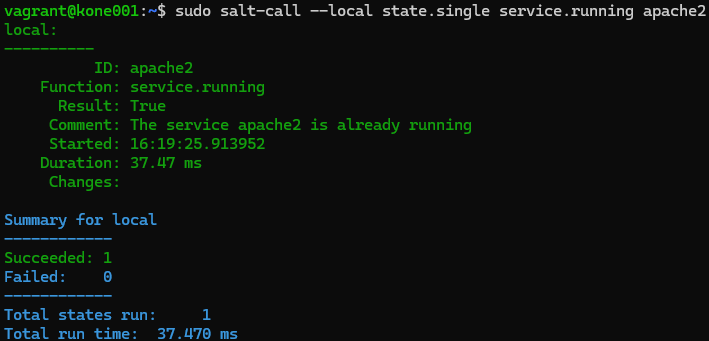 vagrant@kone001:~$ sudo salt-call --local state.single service.running apache2
local:
----------
          ID: apache2
    Function: service.running
      Result: True
     Comment: The service apache2 is already running
     Started: 16:19:25.913952
    Duration: 37.47 ms
     Changes:

Summary for local
------------
Succeeded: 1
Failed:    0
------------
Total states run:     1
Total run time:  37.470 ms